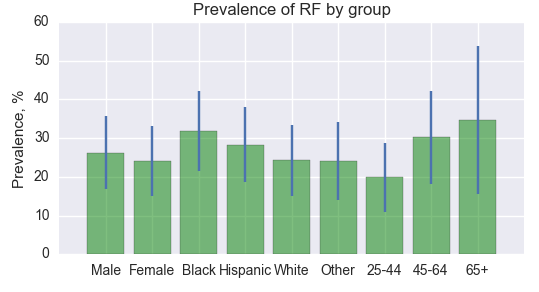 Prevalence of RF by group
Prevalence, %
60
50
40
30
20
10
0
Male Female Black Hispanic White Other 25-44 45-64 65+